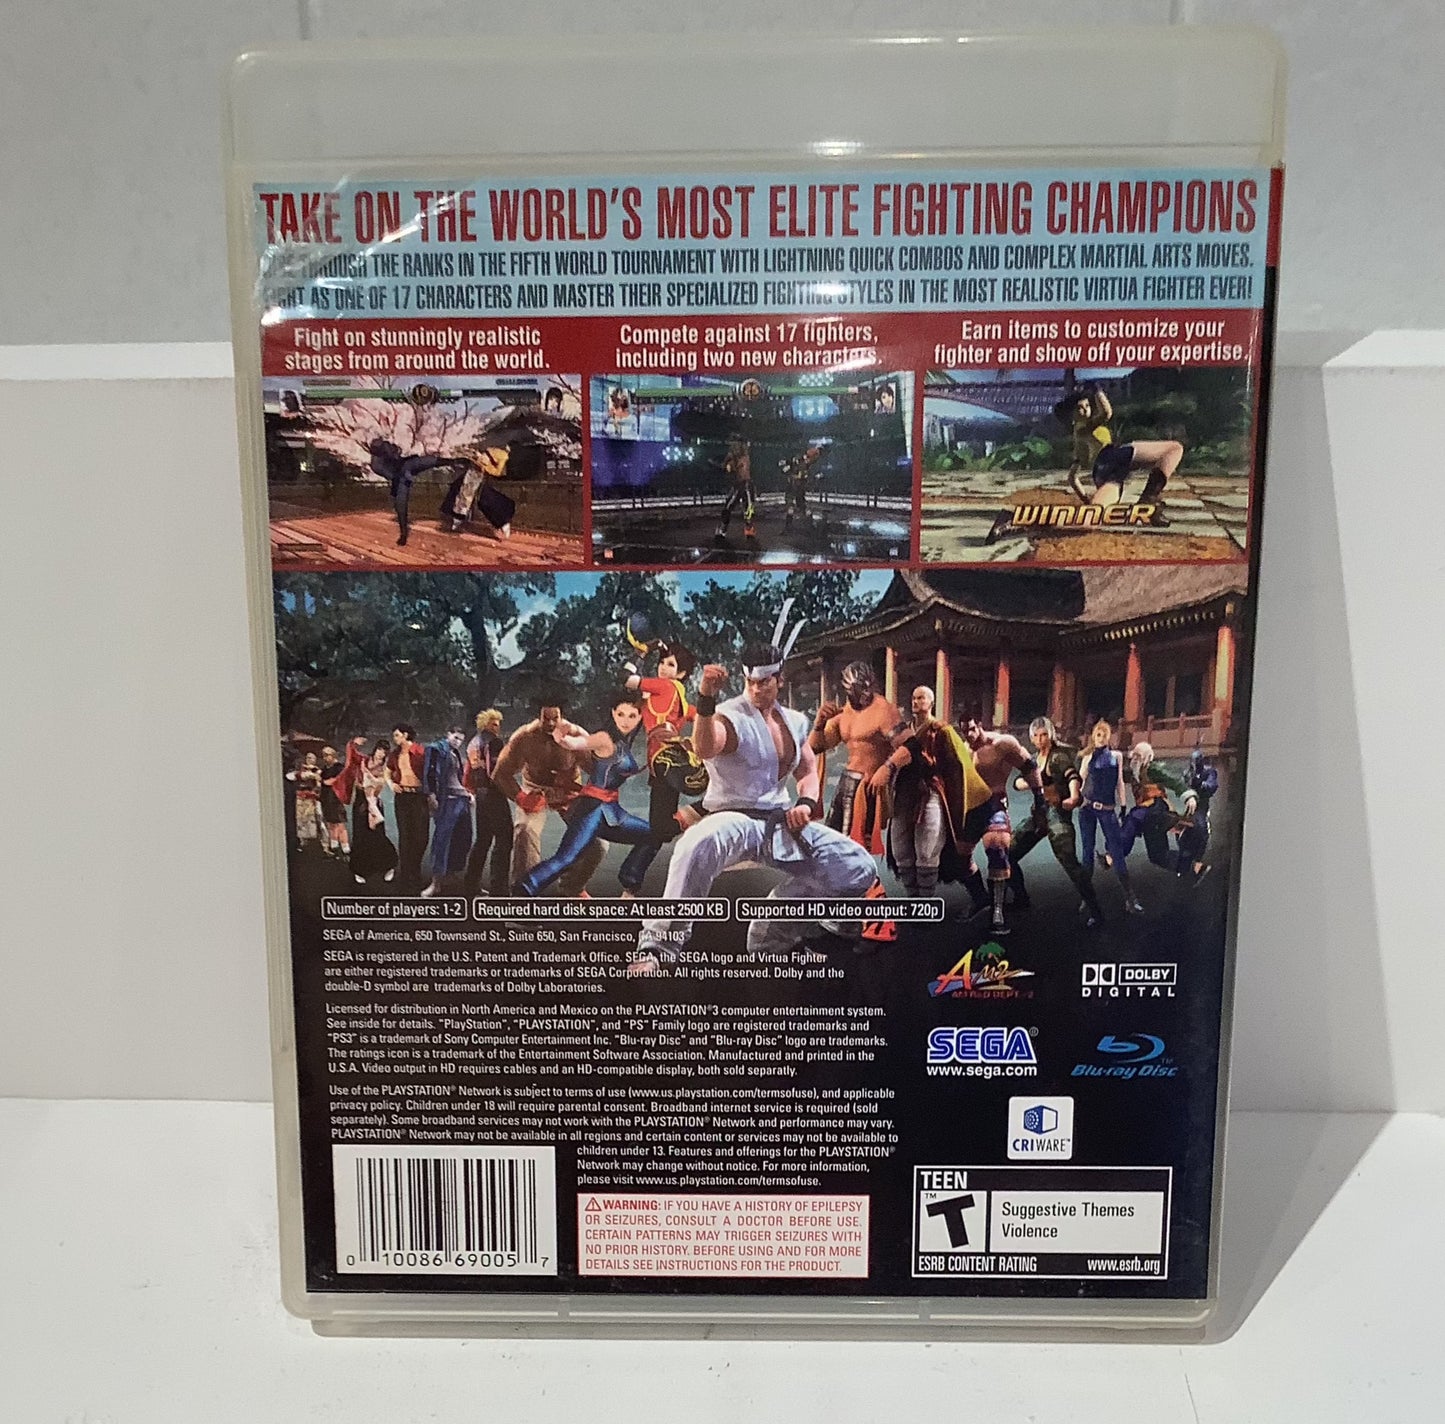 TAKE ON THE WORLD'S MOST ELITE FIGHTING CHAMPIONS
THROUGH THE RANKS IN THE FIFTH WORLD TOURNAMENT WITH LIGHTNING QUICK COMBOS AND COMPLEX MARTIAL ARTS MOVES.
FIGHT AS ONE OF 17 CHARACTERS AND MASTER THEIR SPECIALIZED FIGHTING STYLES IN THE MOST REALISTIC VIRTUA FIGHTER EVER!
Fight on stunningly realistic
stages from around the world.
Compete against 17 fighters,
including two new characters.
Earn items to customize your
fighter and show off your expertise.
WINNER
Number of players: 1-2
Required hard disk space: At least 2500 KB
Supported HD video output: 720p
SEGA of America, 650 Townsend St., Suite 650, San Francisco, CA 94103
SEGA is registered in the U.S. Patent and Trademark Office. SEGA, the SEGA logo and Virtua Fighter
are either registered trademarks or trademarks of SEGA Corporation. All rights reserved. Dolby and the
double-D symbol are trademarks of Dolby Laboratories.
Licensed for distribution in North America and Mexico on the PLAYSTATION®3 computer entertainment system.
See inside for details. "PlayStation", "PLAYSTATION", and "PS" Family logo are registered trademarks and
"PS3" is a trademark of Sony Computer Entertainment Inc. "Blu-ray Disc" and "Blu-ray Disc" logo are trademarks.
The ratings icon is a trademark of the Entertainment Software Association. Manufactured and printed in the
U.S.A. Video output in HD requires cables and an HD-compatible display, both sold separatly.
Use of the PLAYSTATION® Network is subject to terms of use (www.us.playstation.com/termsofuse), and applicable
privacy policy. Children under 18 will require parental consent. Broadband internet service is required (sold
separately). Some broadband services may not work with the PLAYSTATION® Network and performance may vary.
PLAYSTATION® Network may not be available in all regions and certain content or services may not be available to
children under 13. Features and offerings for the PLAYSTATION®
Network may change without notice. For more information,
please visit www.us.playstation.com/termsofuse.
AM2
AM R&D DEPT.-2
DOLBY
DIGITAL
SEGA®
www.sega.com
Blu-ray Disc™
CRIWARE™
0 10086 69005 7
WARNING: IF YOU HAVE A HISTORY OF EPILEPSY
OR SEIZURES, CONSULT A DOCTOR BEFORE USE.
CERTAIN PATTERNS MAY TRIGGER SEIZURES WITH
NO PRIOR HISTORY. BEFORE USING AND FOR MORE
DETAILS SEE INSTRUCTIONS FOR THE PRODUCT.
TEEN
T™
Suggestive Themes
Violence
ESRB CONTENT RATING
www.esrb.org